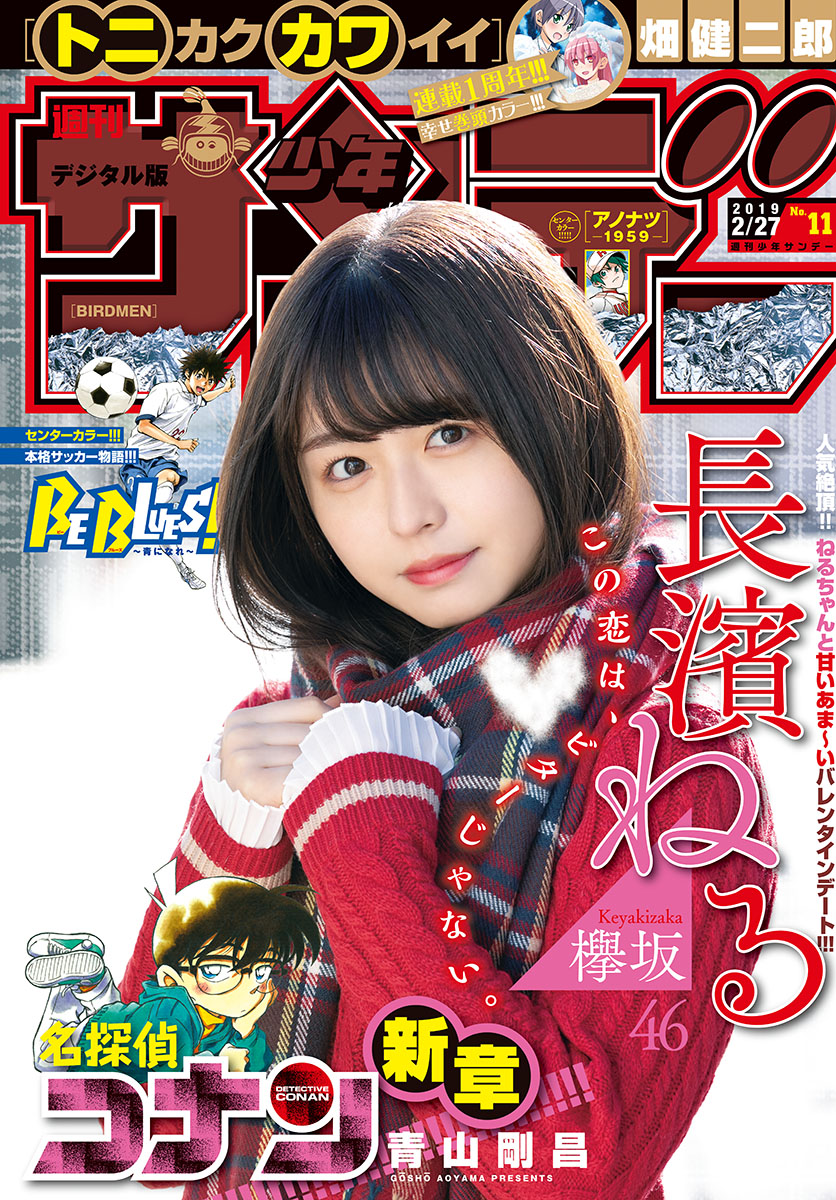 [トニカクカワイイ]
畑健二郎
連載1周年!!!
幸せ巻頭カラー!!!
週刊
少年
サンデー
デジタル版
センターカラー!!!!!
[アノナツ
-1959-]
2019
2/27
No.11
週刊少年サンデー
[BIRDMEN]
センターカラー!!!
本格サッカー物語!!!
BE BLUES!
ビー ブルース
～青になれ～
人気絶頂!! ねるちゃんと甘いあま～いバレンタインデート!!!
長濱ねる
Keyakizaka
欅坂
46
この恋は、ビターじゃない。
名探偵
コナン
DETECTIVE
CONAN
新章!!!!!
青山剛昌
GŌSHŌ AOYAMA PRESENTS